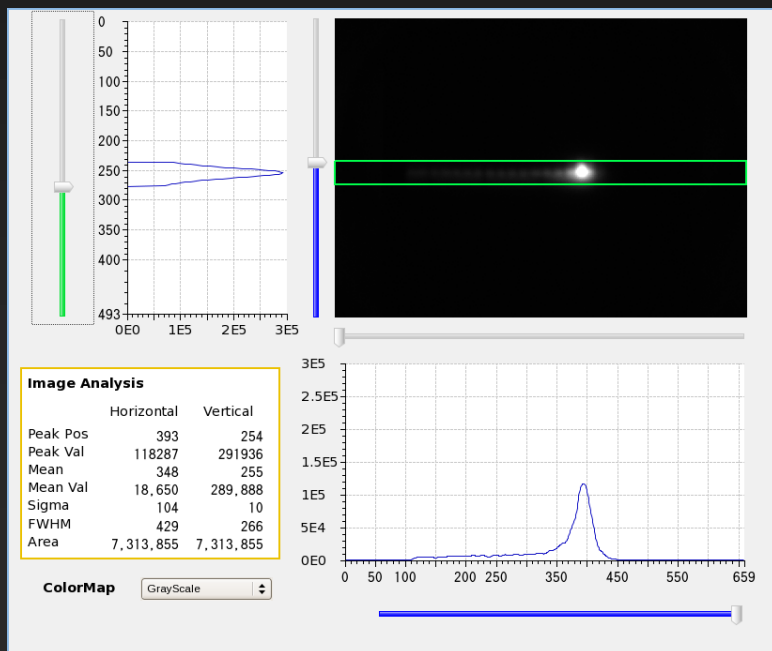 0
50
100
150
200
250
300
350
400
493
0E0 1E5 2E5 3E5
3E5
2.5E5
2E5
1.5E5
1E5
5E4
0E0
0 50 100 200 250 350 450 550 659
Image Analysis
Horizontal Vertical
Peak Pos 393 254
Peak Val 118287 291936
Mean 348 255
Mean Val 18,650 289,888
Sigma 104 10
FWHM 429 266
Area 7,313,855 7,313,855
ColorMap GrayScale